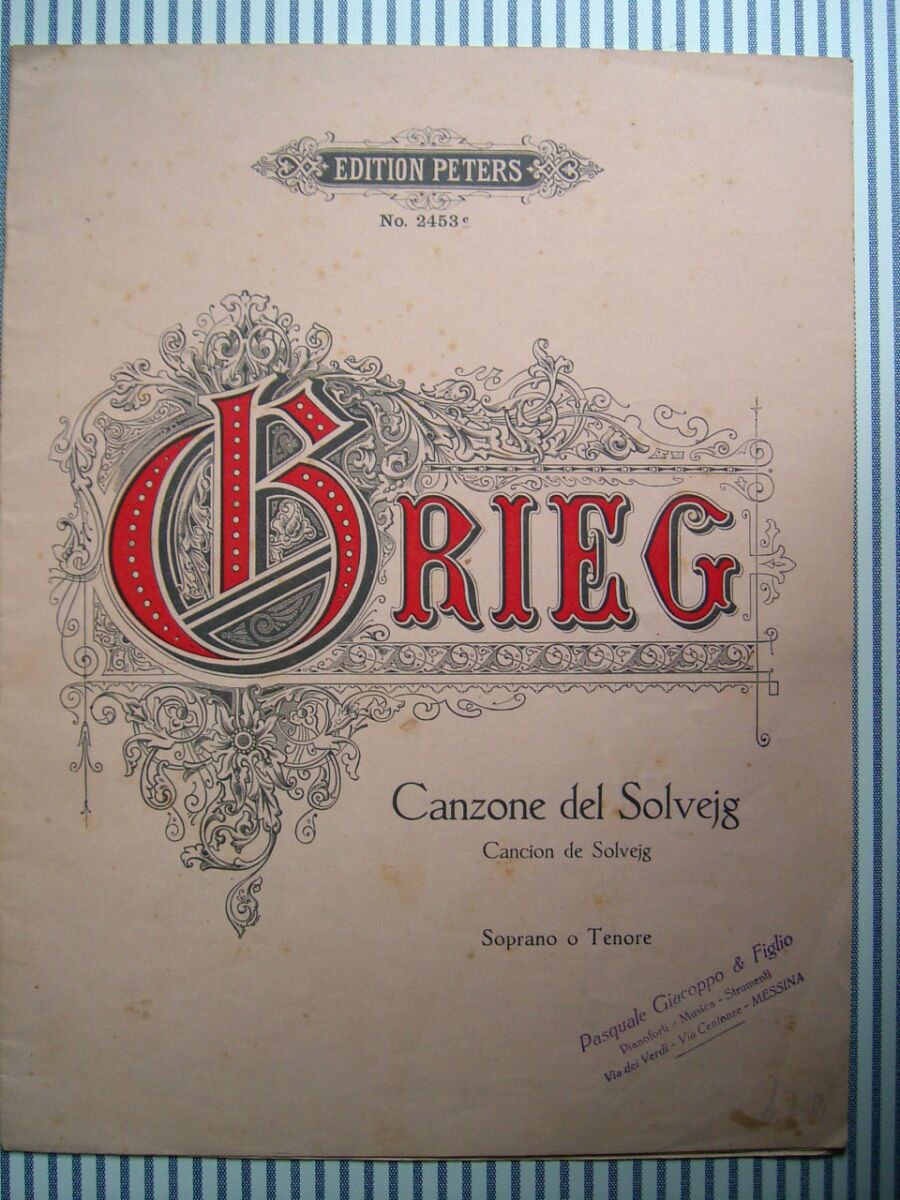 EDITION PETERS
No. 2453 e
GRIEG
Canzone del Solvejg
Cancion de Solvejg
Soprano o Tenore
Pasquale Giacoppo & Figlio
Pianoforti - Musica - Strumenti
Via dei Verdi - Via Centonze - MESSINA